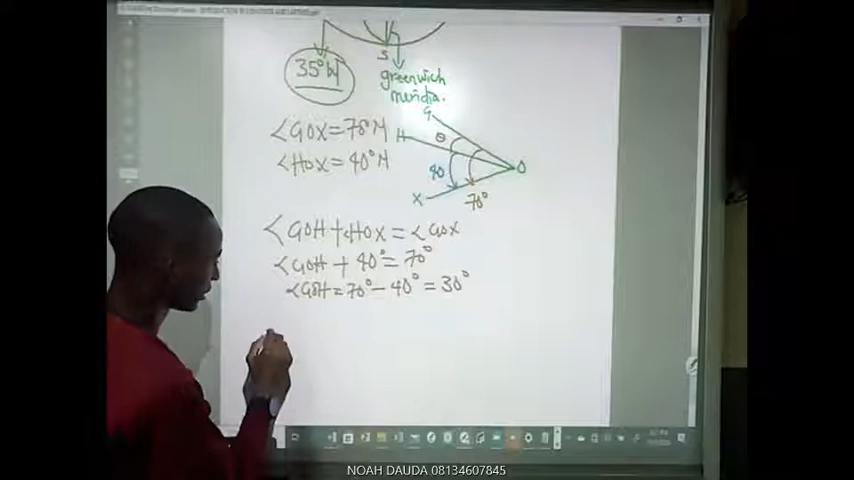 S
35°W
greenwich
meridia.
G
<GOX=70°N H θ
<HOX=40°N 40 O
X 70°
<GOH+HOX=<GOX
<GOH+40°=70°
<GOH=70°-40°=30°
NOAH DAUDA 08134607845